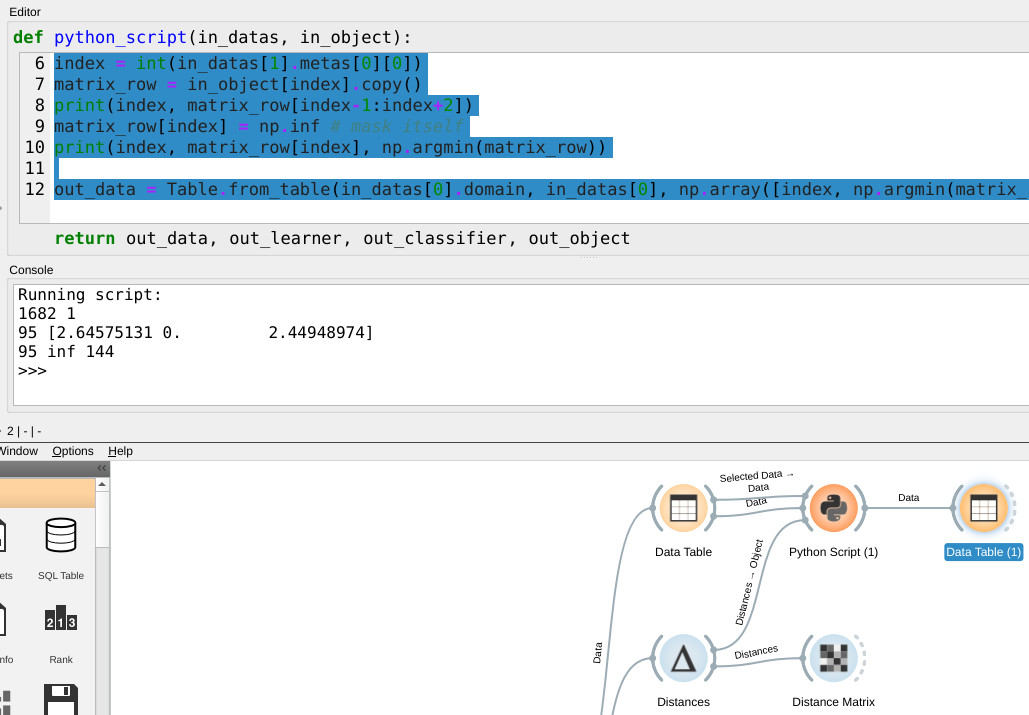 Editor
def python_script(in_datas, in_object):
6 index = int(in_datas[1].metas[0][0])
7 matrix_row = in_object[index].copy()
8 print(index, matrix_row[index-1:index+2])
9 matrix_row[index] = np.inf # mask itself
10 print(index, matrix_row[index], np.argmin(matrix_row))
11
12 out_data = Table.from_table(in_datas[0].domain, in_datas[0], np.array([index, np.argmin(matrix_
return out_data, out_learner, out_classifier, out_object
Console
Running script:
1682 1
95 [2.64575131 0.         2.44948974]
95 inf 144
>>>
2|-|-
Window Options Help
Selected Data → Data
Data
Data
Data Table
Python Script (1)
Data Table (1)
ets
SQL Table
Distances → Object
Data
Distances
nfo
Rank
Distances
Distance Matrix